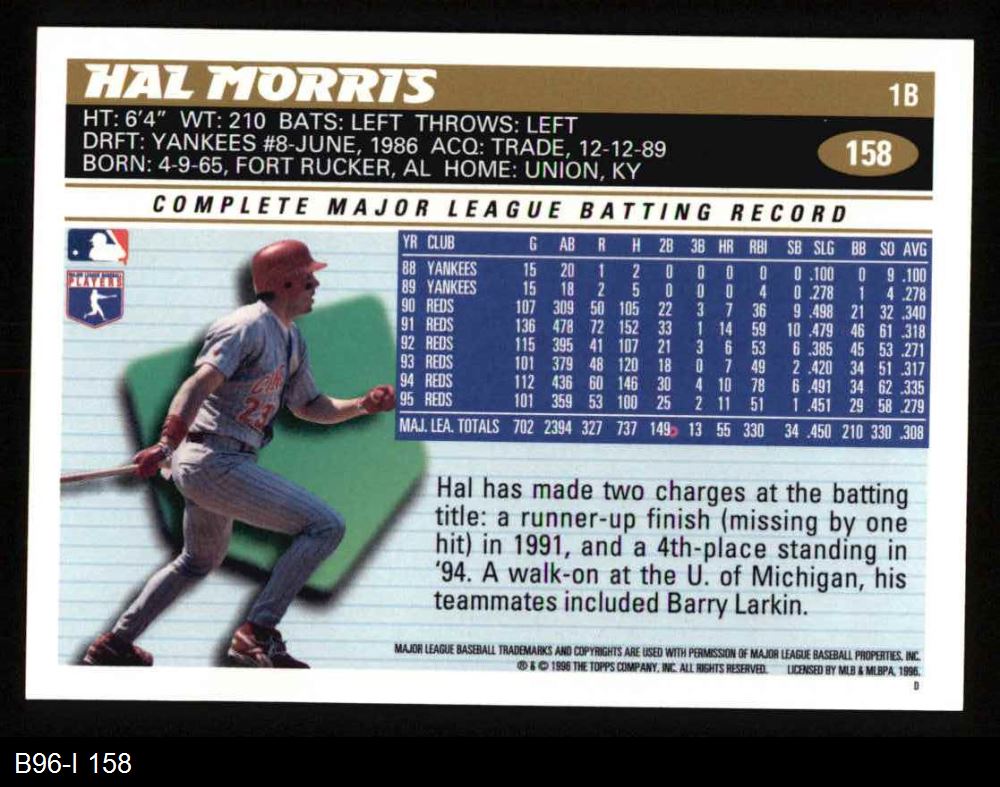 HAL MORRIS
1B
HT: 6'4" WT: 210 BATS: LEFT THROWS: LEFT
DRFT: YANKEES #8-JUNE, 1986 ACQ: TRADE, 12-12-89
BORN: 4-9-65, FORT RUCKER, AL HOME: UNION, KY
158
COMPLETE MAJOR LEAGUE BATTING RECORD
MAJOR LEAGUE BASEBALL
PLAYERS
YR CLUB G AB R H 2B 3B HR RBI SB SLG BB SO AVG
88 YANKEES 15 20 1 2 0 0 0 0 0 .100 0 9 .100
89 YANKEES 15 18 2 5 0 0 0 4 0 .278 1 4 .278
90 REDS 107 309 50 105 22 3 7 36 9 .498 21 32 .340
91 REDS 136 478 72 152 33 1 14 59 10 .479 46 61 .318
92 REDS 115 395 41 107 21 3 6 53 6 .385 45 53 .271
93 REDS 101 379 48 120 18 0 7 49 2 .420 34 51 .317
94 REDS 112 436 60 146 30 4 10 78 6 .491 34 62 .335
95 REDS 101 359 53 100 25 2 11 51 1 .451 29 58 .279
MAJ. LEA. TOTALS 702 2394 327 737 149 13 55 330 34 .450 210 330 .308
23
Hal has made two charges at the batting
title: a runner-up finish (missing by one
hit) in 1991, and a 4th-place standing in
'94. A walk-on at the U. of Michigan, his
teammates included Barry Larkin.
MAJOR LEAGUE BASEBALL TRADEMARKS AND COPYRIGHTS ARE USED WITH PERMISSION OF MAJOR LEAGUE BASEBALL PROPERTIES, INC.
® & © 1996 THE TOPPS COMPANY, INC. ALL RIGHTS RESERVED. LICENSED BY MLB & MLBPA, 1996.
D
B96-I 158